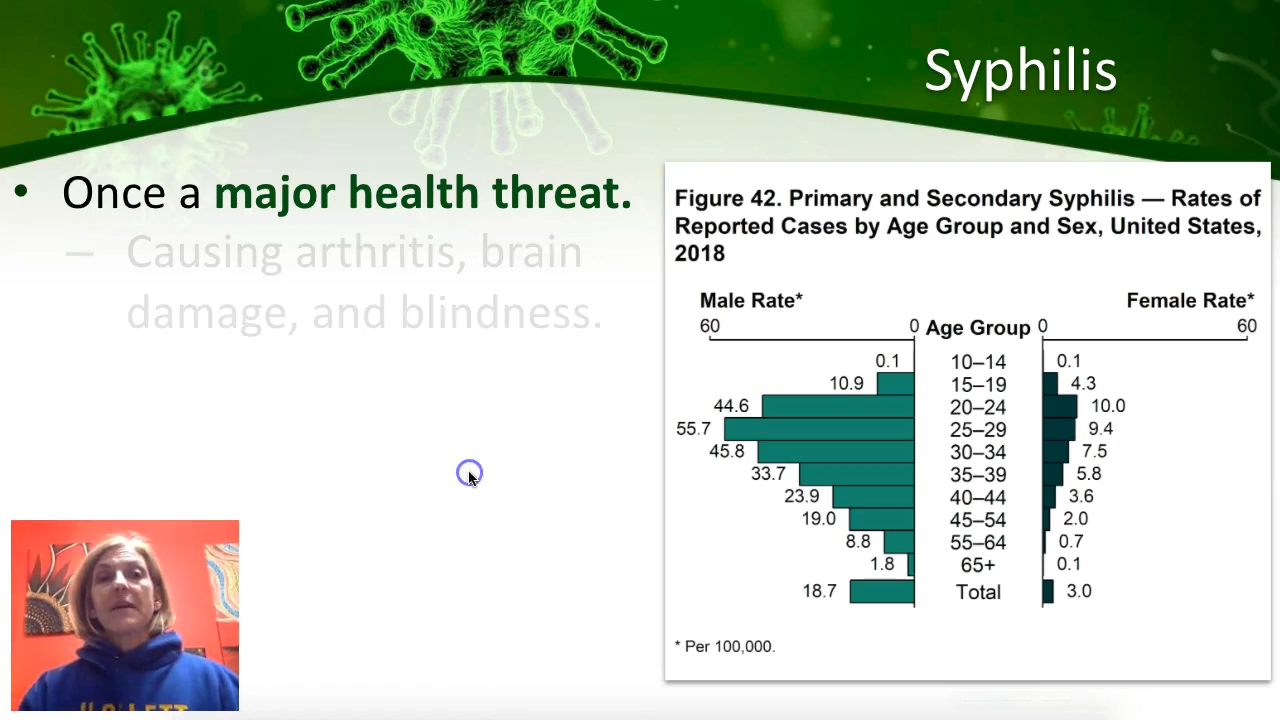 Syphilis
• Once a major health threat.
– Causing arthritis, brain
damage, and blindness.
Figure 42. Primary and Secondary Syphilis — Rates of
Reported Cases by Age Group and Sex, United States,
2018
Male Rate* Female Rate*
60 0 Age Group 0 60
0.1 10–14 0.1
10.9 15–19 4.3
44.6 20–24 10.0
55.7 25–29 9.4
45.8 30–34 7.5
33.7 35–39 5.8
23.9 40–44 3.6
19.0 45–54 2.0
8.8 55–64 0.7
1.8 65+ 0.1
18.7 Total 3.0
* Per 100,000.